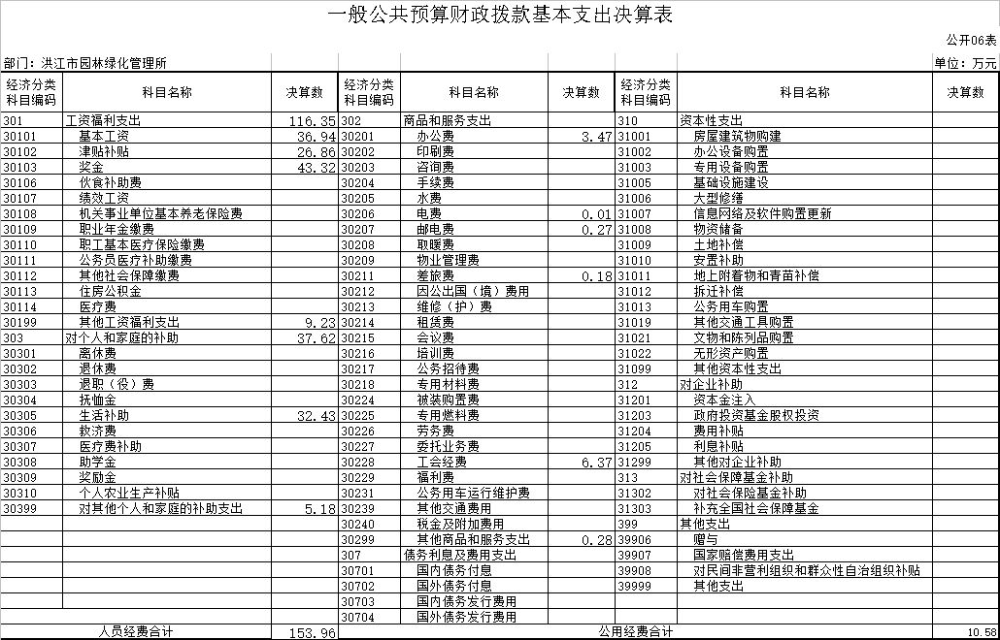 一般公共预算财政拨款基本支出决算表
公开06表
部门：洪江市园林绿化管理所 单位：万元
经济分类科目编码 科目名称 决算数 经济分类科目编码 科目名称 决算数 经济分类科目编码 科目名称 决算数
301 工资福利支出 116.35 302 商品和服务支出 310 资本性支出
30101 基本工资 36.94 30201 办公费 3.47 31001 房屋建筑物购建
30102 津贴补贴 26.86 30202 印刷费 31002 办公设备购置
30103 奖金 43.32 30203 咨询费 31003 专用设备购置
30106 伙食补助费 30204 手续费 31005 基础设施建设
30107 绩效工资 30205 水费 31006 大型修缮
30108 机关事业单位基本养老保险费 30206 电费 0.01 31007 信息网络及软件购置更新
30109 职业年金缴费 30207 邮电费 0.27 31008 物资储备
30110 职工基本医疗保险缴费 30208 取暖费 31009 土地补偿
30111 公务员医疗补助缴费 30209 物业管理费 31010 安置补助
30112 其他社会保障缴费 30211 差旅费 0.18 31011 地上附着物和青苗补偿
30113 住房公积金 30212 因公出国（境）费用 31012 拆迁补偿
30114 医疗费 30213 维修（护）费 31013 公务用车购置
30199 其他工资福利支出 9.23 30214 租赁费 31019 其他交通工具购置
303 对个人和家庭的补助 37.62 30215 会议费 31021 文物和陈列品购置
30301 离休费 30216 培训费 31022 无形资产购置
30302 退休费 30217 公务招待费 31099 其他资本性支出
30303 退职（役）费 30218 专用材料费 312 对企业补助
30304 抚恤金 30224 被装购置费 31201 资本金注入
30305 生活补助 32.43 30225 专用燃料费 31203 政府投资基金股权投资
30306 救济费 30226 劳务费 31204 费用补贴
30307 医疗费补助 30227 委托业务费 31205 利息补贴
30308 助学金 30228 工会经费 6.37 31299 其他对企业补助
30309 奖励金 30229 福利费 313 对社会保障基金补助
30310 个人农业生产补贴 30231 公务用车运行维护费 31302 对社会保险基金补助
30399 对其他个人和家庭的补助支出 5.18 30239 其他交通费用 31303 补充全国社会保障基金
30240 税金及附加费用 399 其他支出
30299 其他商品和服务支出 0.28 39906 赠与
307 债务利息及费用支出 39907 国家赔偿费用支出
30701 国内债务付息 39908 对民间非营利组织和群众性自治组织补贴
30702 国外债务付息 39999 其他支出
30703 国内债务发行费用
30704 国外债务发行费用
人员经费合计 153.96 公用经费合计 10.58